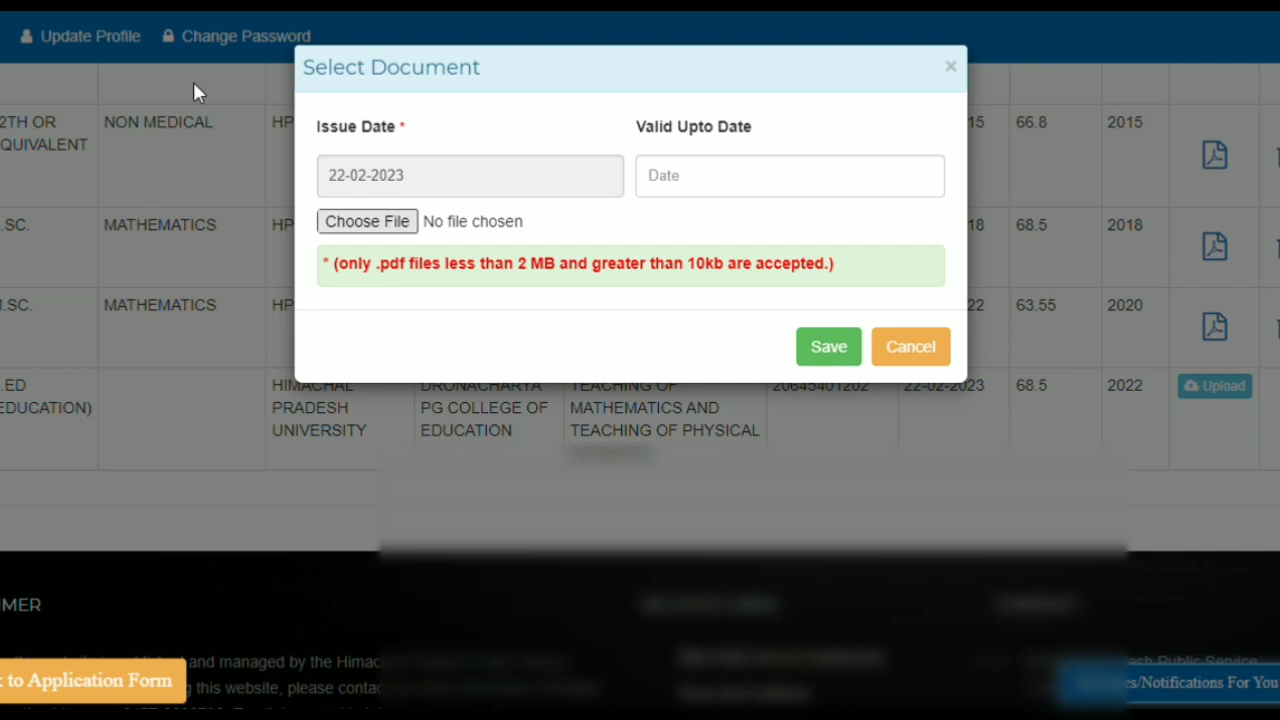 Update Profile Change Password
Select Document ×
Issue Date * Valid Upto Date
22-02-2023 Date
Choose File No file chosen
* (only .pdf files less than 2 MB and greater than 10kb are accepted.)
Save Cancel
2TH OR
QUIVALENT NON MEDICAL HP 15 66.8 2015
.SC. MATHEMATICS HP 18 68.5 2018
.SC. MATHEMATICS HP 22 63.55 2020
.ED HIMACHAL DRONACHARYA TEACHING OF 20645401202 22-02-2023 68.5 2022 Upload
EDUCATION) PRADESH PG COLLEGE OF MATHEMATICS AND
UNIVERSITY EDUCATION TEACHING OF PHYSICAL
IMER
and managed by the Himac
to Application Form
this website, please contac
esh Public Service
es/Notifications For You